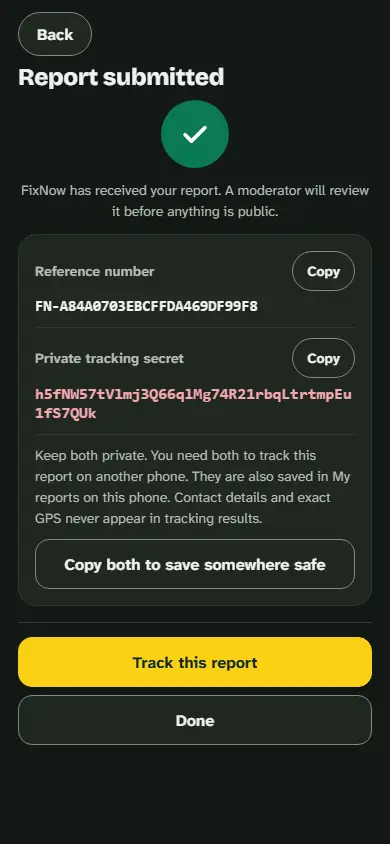 Back
Report submitted
FixNow has received your report. A moderator will review
it before anything is public.
Reference number
Copy
FN-A84A0703EBCFFDA469DF99F8
Private tracking secret
Copy
h5fNW57tVlmj3Q66qlMg74R21rbqLtrtmpEu
1fS7QUk
Keep both private. You need both to track this
report on another phone. They are also saved in My
reports on this phone. Contact details and exact
GPS never appear in tracking results.
Copy both to save somewhere safe
Track this report
Done